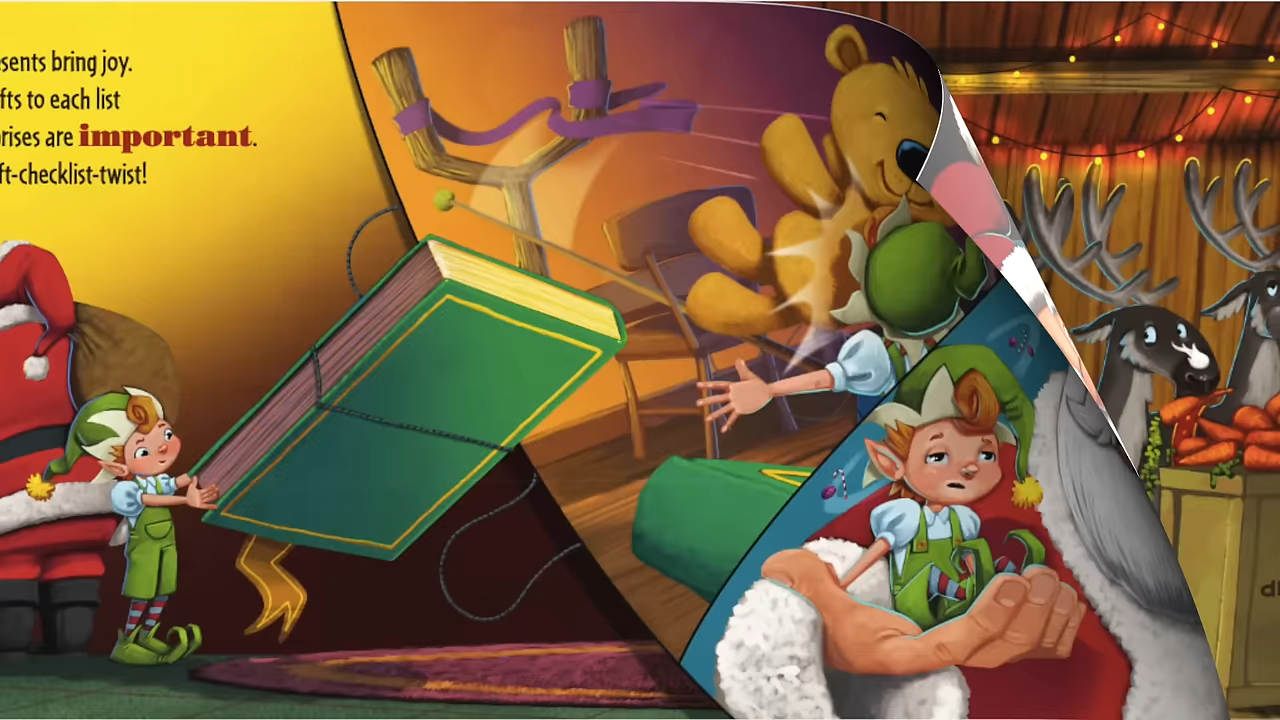 sents bring joy.
fts to each list
rises are important.
ft-checklist-twist!